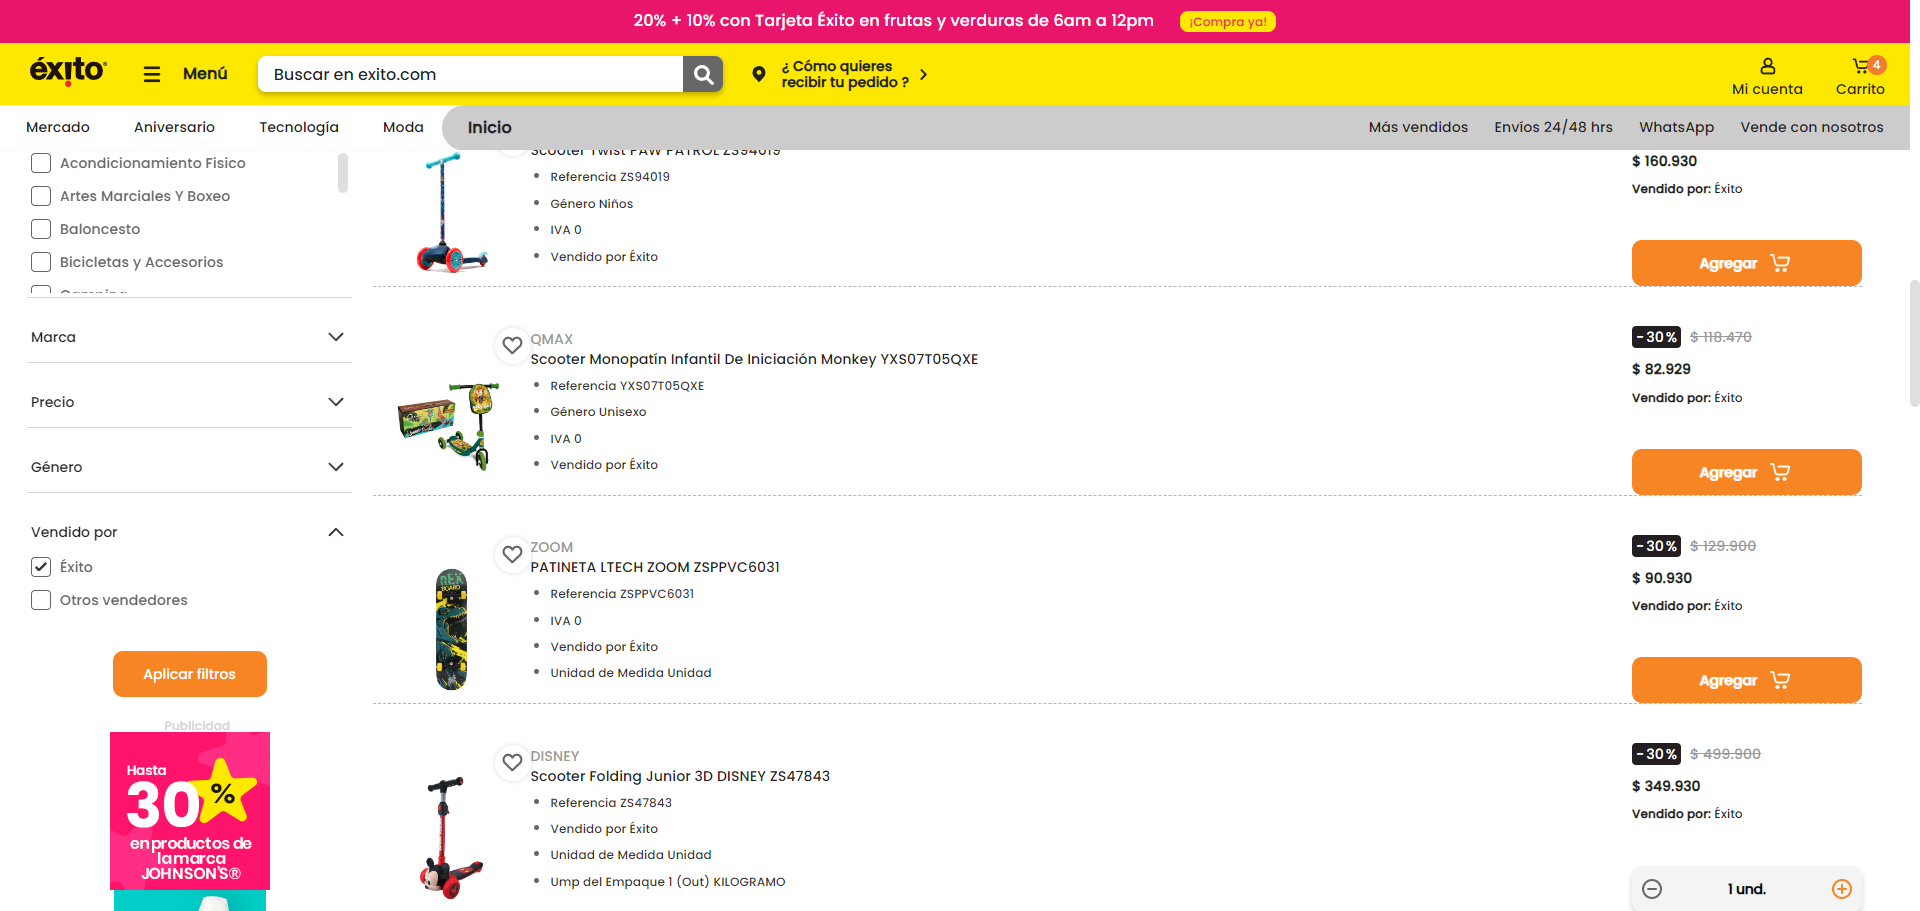 20% + 10% con Tarjeta Éxito en frutas y verduras de 6am a 12pm
¡Compra ya!
éxito
Menú
Buscar en exito.com
¿ Cómo quieres
recibir tu pedido ?
Mi cuenta
4
Carrito
Mercado
Aniversario
Tecnología
Moda
Inicio
Más vendidos
Envíos 24/48 hrs
WhatsApp
Vende con nosotros
Acondicionamiento Fisico
Artes Marciales Y Boxeo
Baloncesto
Bicicletas y Accesorios
Marca
Precio
Género
Vendido por
Éxito
Otros vendedores
Aplicar filtros
Publicidad
Hasta
30%
en productos de
la marca
JOHNSON'S®
Scooter Twist PAW PATROL ZS94019
Referencia ZS94019
Género Niños
IVA 0
Vendido por Éxito
$ 160.930
Vendido por: Éxito
Agregar
QMAX
Scooter Monopatín Infantil De Iniciación Monkey YXS07T05QXE
Referencia YXS07T05QXE
Género Unisexo
IVA 0
Vendido por Éxito
-30% $ 118.470
$ 82.929
Vendido por: Éxito
Agregar
ZOOM
PATINETA LTECH ZOOM ZSPPVC6031
Referencia ZSPPVC6031
IVA 0
Vendido por Éxito
Unidad de Medida Unidad
REX
-30% $ 129.900
$ 90.930
Vendido por: Éxito
Agregar
DISNEY
Scooter Folding Junior 3D DISNEY ZS47843
Referencia ZS47843
Vendido por Éxito
Unidad de Medida Unidad
Ump del Empaque 1 (Out) KILOGRAMO
-30% $ 499.900
$ 349.930
Vendido por: Éxito
1 und.